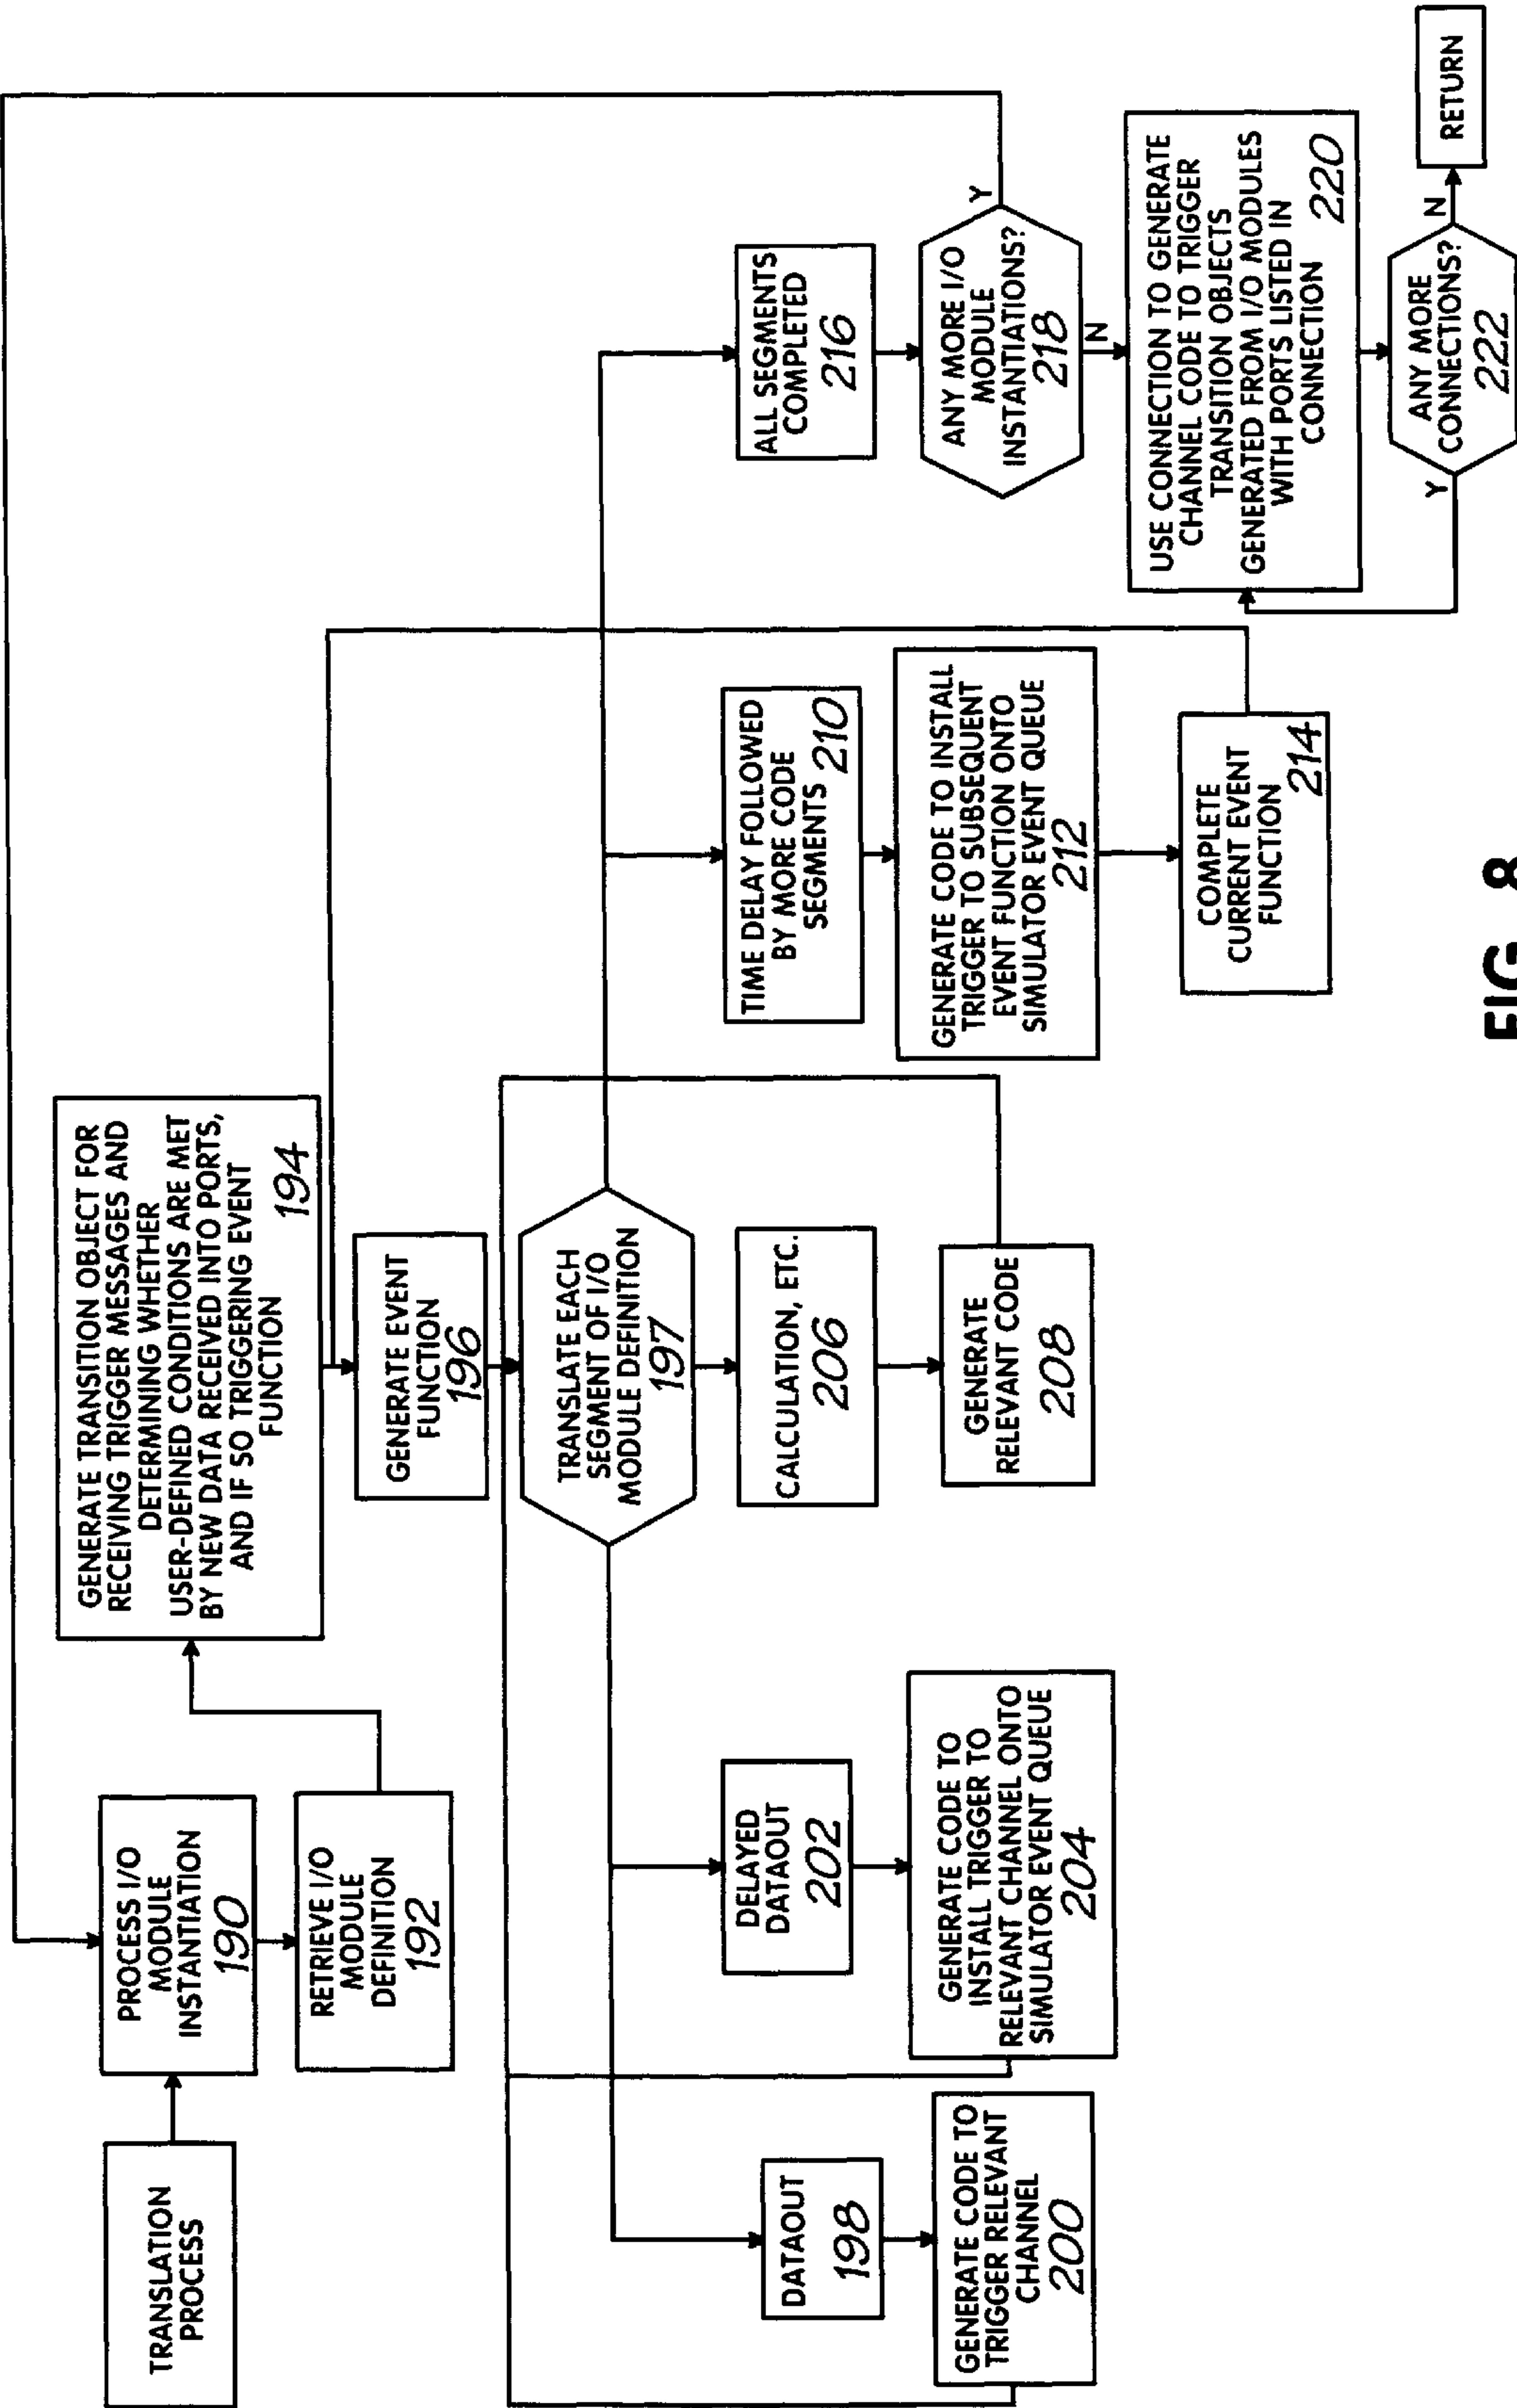 TRANSLATION
PROCESS
PROCESS I/O
MODULE
INSTANTIATION
190
RETRIEVE I/O
MODULE
DEFINITION
192
GENERATE TRANSITION OBJECT FOR
RECEIVING TRIGGER MESSAGES AND
DETERMINING WHETHER
USER-DEFINED CONDITIONS ARE MET
BY NEW DATA RECEIVED INTO PORTS,
AND IF SO TRIGGERING EVENT
FUNCTION
194
GENERATE EVENT
FUNCTION
196
TRANSLATE EACH
SEGMENT OF I/O
MODULE DEFINITION
197
DATAOUT
198
GENERATE CODE TO
TRIGGER RELEVANT
CHANNEL
200
DELAYED
DATAOUT
202
GENERATE CODE TO
INSTALL TRIGGER TO
RELEVANT CHANNEL ONTO
SIMULATOR EVENT QUEUE
204
CALCULATION, ETC.
206
GENERATE
RELEVANT CODE
208
TIME DELAY FOLLOWED
BY MORE CODE
SEGMENTS 210
GENERATE CODE TO INSTALL
TRIGGER TO SUBSEQUENT
EVENT FUNCTION ONTO
SIMULATOR EVENT QUEUE
212
COMPLETE
CURRENT EVENT
FUNCTION
214
ALL SEGMENTS
COMPLETED
216
ANY MORE I/O
MODULE
INSTANTIATIONS?
218
Y
N
USE CONNECTION TO GENERATE
CHANNEL CODE TO TRIGGER
TRANSITION OBJECTS
GENERATED FROM I/O MODULES
WITH PORTS LISTED IN
CONNECTION 220
ANY MORE
CONNECTIONS?
222
Y
N
RETURN
FIG. 8